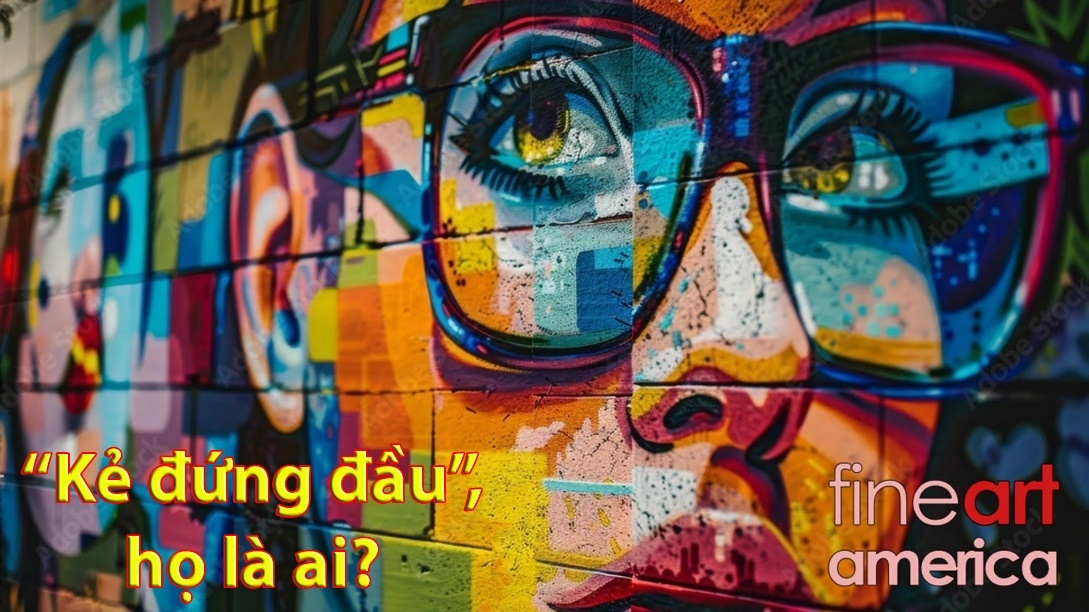 “Kẻ đứng đầu”,
họ là ai?
fineart
america